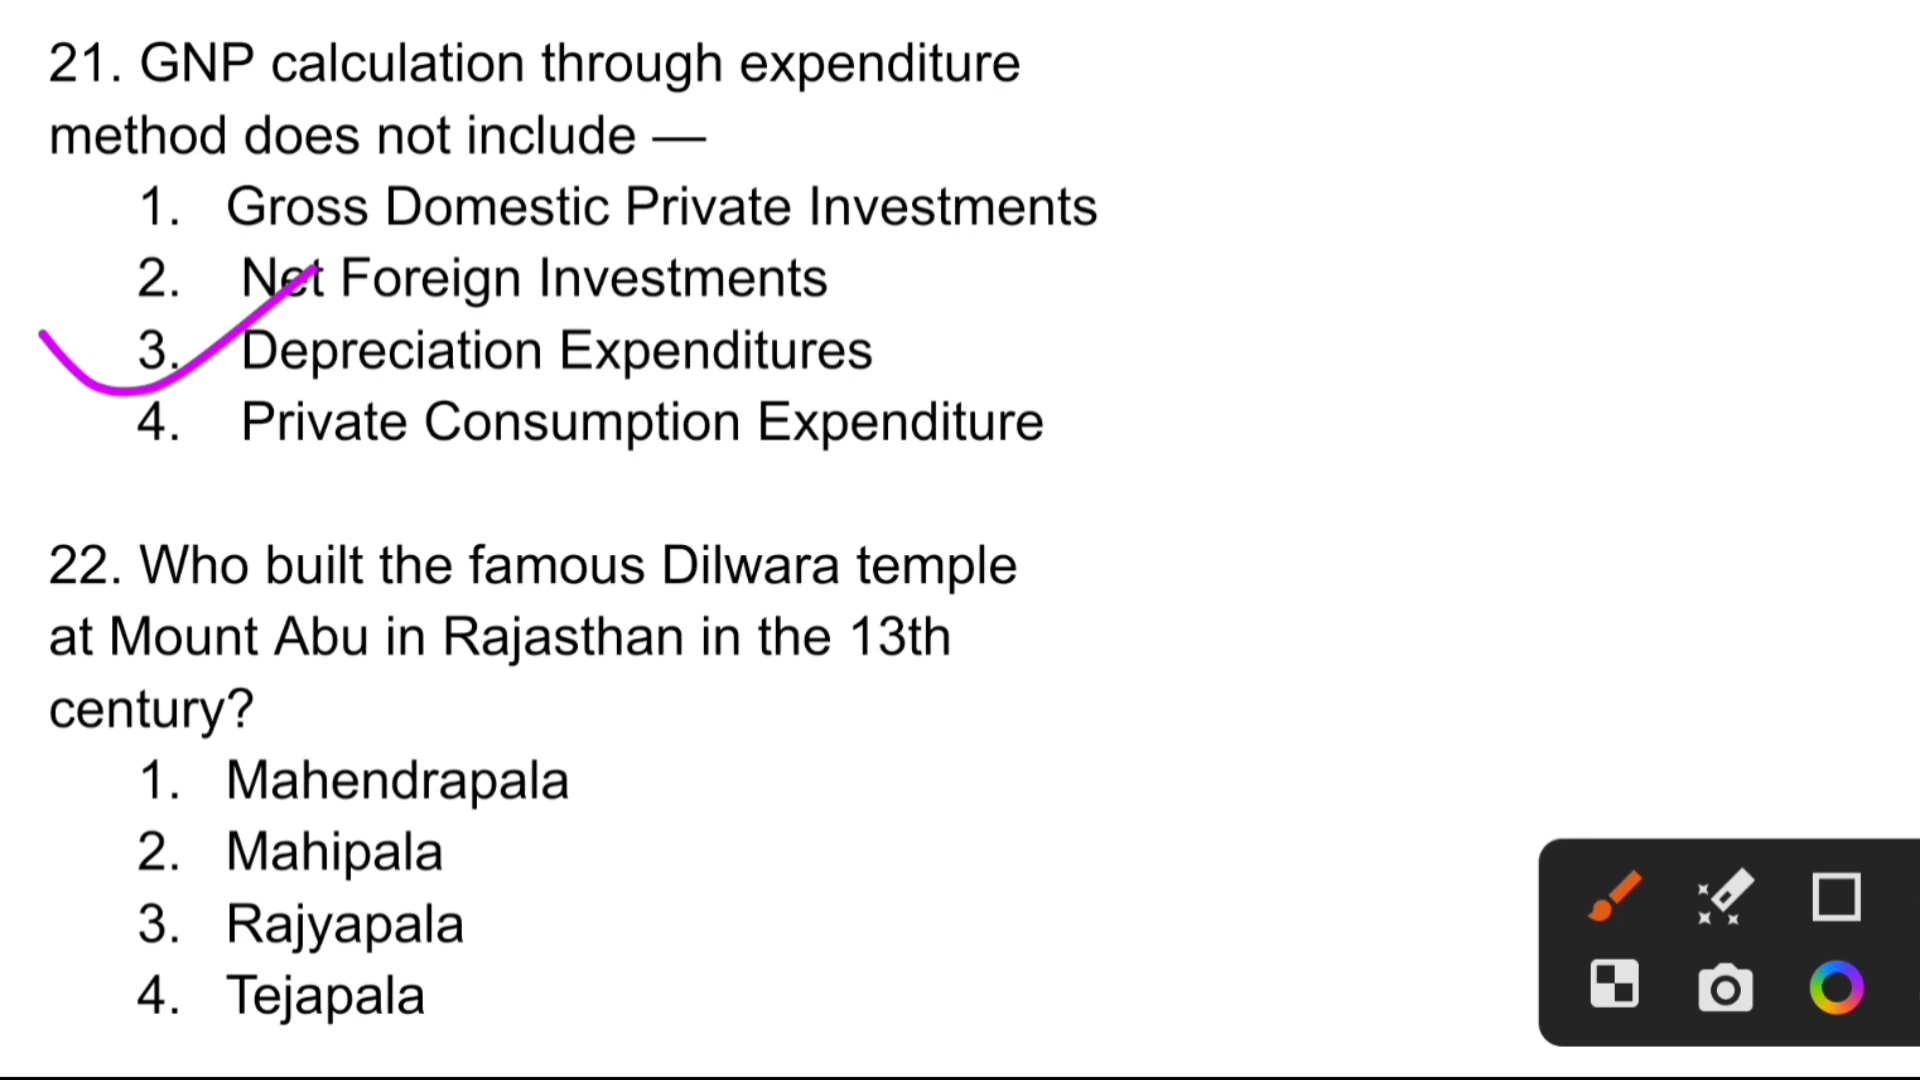 21. GNP calculation through expenditure
method does not include —
1. Gross Domestic Private Investments
2. Net Foreign Investments
3. Depreciation Expenditures
4. Private Consumption Expenditure
22. Who built the famous Dilwara temple
at Mount Abu in Rajasthan in the 13th
century?
1. Mahendrapala
2. Mahipala
3. Rajyapala
4. Tejapala